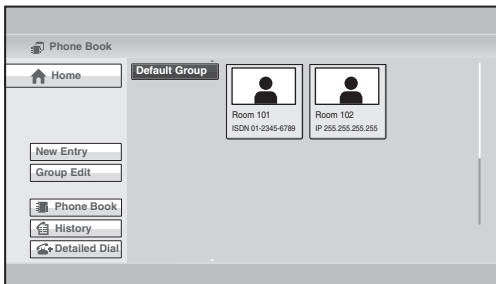 Phone Book
Home
Default Group
Room 101
ISDN 01-2345-6789
Room 102
IP 255.255.255.255
New Entry
Group Edit
Phone Book
History
Detailed Dial